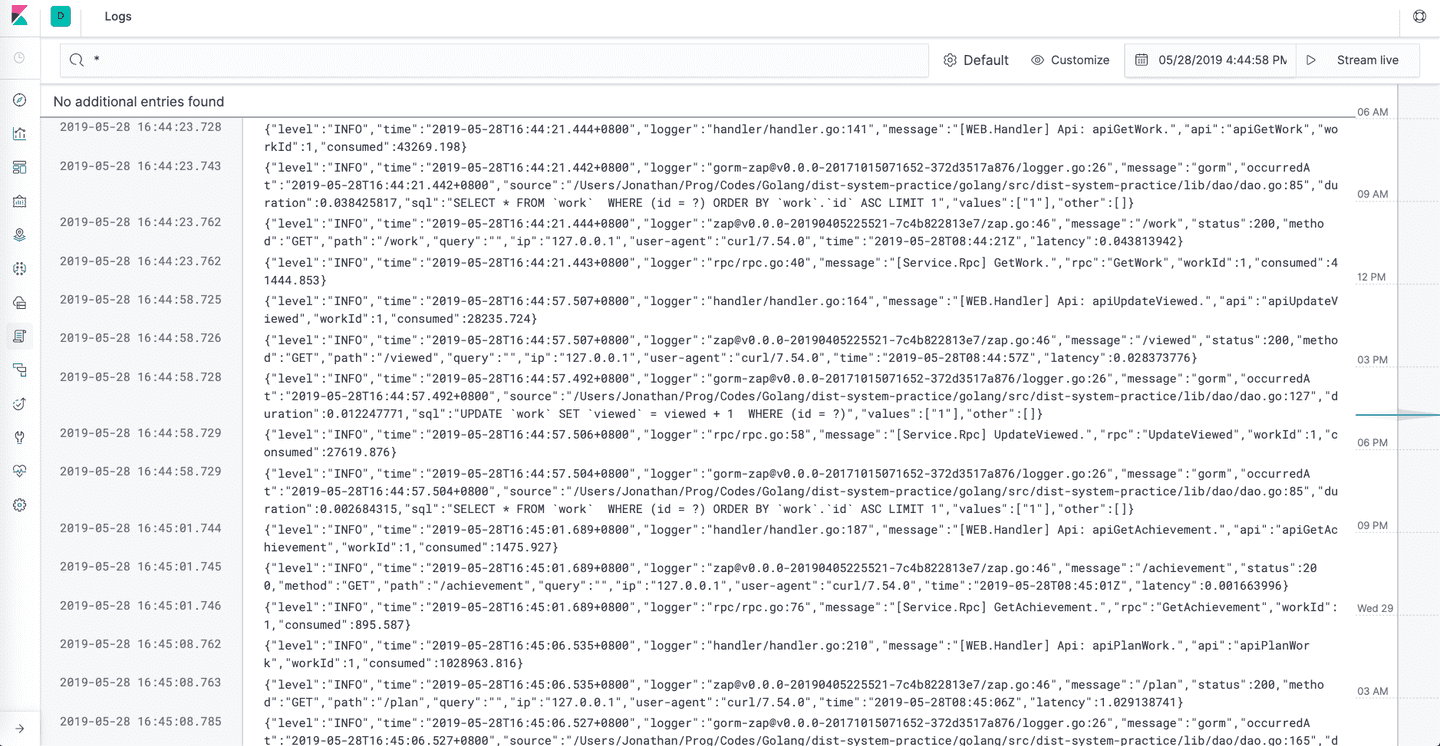 D Logs
* Default Customize 05/28/2019 4:44:58 PM Stream live
No additional entries found
06 AM
2019-05-28 16:44:23.728 {"level":"INFO","time":"2019-05-28T16:44:21.444+0800","logger":"handler/handler.go:141","message":"[WEB.Handler] Api: apiGetWork.","api":"apiGetWork","wo
rkId":1,"consumed":43269.198}
2019-05-28 16:44:23.743 {"level":"INFO","time":"2019-05-28T16:44:21.442+0800","logger":"gorm-zap@v0.0.0-20171015071652-372d3517a876/logger.go:26","message":"gorm","occurredA
t":"2019-05-28T16:44:21.442+0800","source":"/Users/Jonathan/Prog/Codes/Golang/dist-system-practice/golang/src/dist-system-practice/lib/dao/dao.go:85","du
09 AM
ration":0.038425817,"sql":"SELECT * FROM `work`  WHERE (id = ?) ORDER BY `work`.`id` ASC LIMIT 1","values":["1"],"other":[]}
2019-05-28 16:44:23.762 {"level":"INFO","time":"2019-05-28T16:44:21.444+0800","logger":"zap@v0.0.0-20190405225521-7c4b822813e7/zap.go:46","message":"/work","status":200,"metho
d":"GET","path":"/work","query":"","ip":"127.0.0.1","user-agent":"curl/7.54.0","time":"2019-05-28T08:44:21Z","latency":0.043813942}
2019-05-28 16:44:23.762 {"level":"INFO","time":"2019-05-28T16:44:21.443+0800","logger":"rpc/rpc.go:40","message":"[Service.Rpc] GetWork.","rpc":"GetWork","workId":1,"consumed":4
1444.853}
12 PM
2019-05-28 16:44:58.725 {"level":"INFO","time":"2019-05-28T16:44:57.507+0800","logger":"handler/handler.go:164","message":"[WEB.Handler] Api: apiUpdateViewed.","api":"apiUpdateV
iewed","workId":1,"consumed":28235.724}
2019-05-28 16:44:58.726 {"level":"INFO","time":"2019-05-28T16:44:57.507+0800","logger":"zap@v0.0.0-20190405225521-7c4b822813e7/zap.go:46","message":"/viewed","status":200,"metho
d":"GET","path":"/viewed","query":"","ip":"127.0.0.1","user-agent":"curl/7.54.0","time":"2019-05-28T08:44:57Z","latency":0.028373776}
03 PM
2019-05-28 16:44:58.728 {"level":"INFO","time":"2019-05-28T16:44:57.492+0800","logger":"gorm-zap@v0.0.0-20171015071652-372d3517a876/logger.go:26","message":"gorm","occurredA
t":"2019-05-28T16:44:57.492+0800","source":"/Users/Jonathan/Prog/Codes/Golang/dist-system-practice/golang/src/dist-system-practice/lib/dao/dao.go:127","d
uration":0.012247771,"sql":"UPDATE `work` SET `viewed` = viewed + 1  WHERE (id = ?)","values":["1"],"other":[]}
2019-05-28 16:44:58.729 {"level":"INFO","time":"2019-05-28T16:44:57.506+0800","logger":"rpc/rpc.go:58","message":"[Service.Rpc] UpdateViewed.","rpc":"UpdateViewed","workId":1,"c
06 PM
onsumed":27619.876}
2019-05-28 16:44:58.729 {"level":"INFO","time":"2019-05-28T16:44:57.504+0800","logger":"gorm-zap@v0.0.0-20171015071652-372d3517a876/logger.go:26","message":"gorm","occurredA
t":"2019-05-28T16:44:57.504+0800","source":"/Users/Jonathan/Prog/Codes/Golang/dist-system-practice/golang/src/dist-system-practice/lib/dao/dao.go:85","du
ration":0.002684315,"sql":"SELECT * FROM `work`  WHERE (id = ?) ORDER BY `work`.`id` ASC LIMIT 1","values":["1"],"other":[]}
09 PM
2019-05-28 16:45:01.744 {"level":"INFO","time":"2019-05-28T16:45:01.689+0800","logger":"handler/handler.go:187","message":"[WEB.Handler] Api: apiGetAchievement.","api":"apiGetAc
hievement","workId":1,"consumed":1475.927}
2019-05-28 16:45:01.745 {"level":"INFO","time":"2019-05-28T16:45:01.689+0800","logger":"zap@v0.0.0-20190405225521-7c4b822813e7/zap.go:46","message":"/achievement","status":20
0,"method":"GET","path":"/achievement","query":"","ip":"127.0.0.1","user-agent":"curl/7.54.0","time":"2019-05-28T08:45:01Z","latency":0.001663996}
2019-05-28 16:45:01.746 {"level":"INFO","time":"2019-05-28T16:45:01.689+0800","logger":"rpc/rpc.go:76","message":"[Service.Rpc] GetAchievement.","rpc":"GetAchievement","workId":
Wed 29
1,"consumed":895.587}
2019-05-28 16:45:08.762 {"level":"INFO","time":"2019-05-28T16:45:06.535+0800","logger":"handler/handler.go:210","message":"[WEB.Handler] Api: apiPlanWork.","api":"apiPlanWor
k","workId":1,"consumed":1028963.816}
2019-05-28 16:45:08.763 {"level":"INFO","time":"2019-05-28T16:45:06.535+0800","logger":"zap@v0.0.0-20190405225521-7c4b822813e7/zap.go:46","message":"/plan","status":200,"metho
03 AM
d":"GET","path":"/plan","query":"","ip":"127.0.0.1","user-agent":"curl/7.54.0","time":"2019-05-28T08:45:06Z","latency":1.029138741}
2019-05-28 16:45:08.785 {"level":"INFO","time":"2019-05-28T16:45:06.527+0800","logger":"gorm-zap@v0.0.0-20171015071652-372d3517a876/logger.go:26","message":"gorm","occurredA
t":"2019-05-28T16:45:06.527+0800","source":"/Users/Jonathan/Prog/Codes/Golang/dist-system-practice/golang/src/dist-system-practice/lib/dao/dao.go:165","d